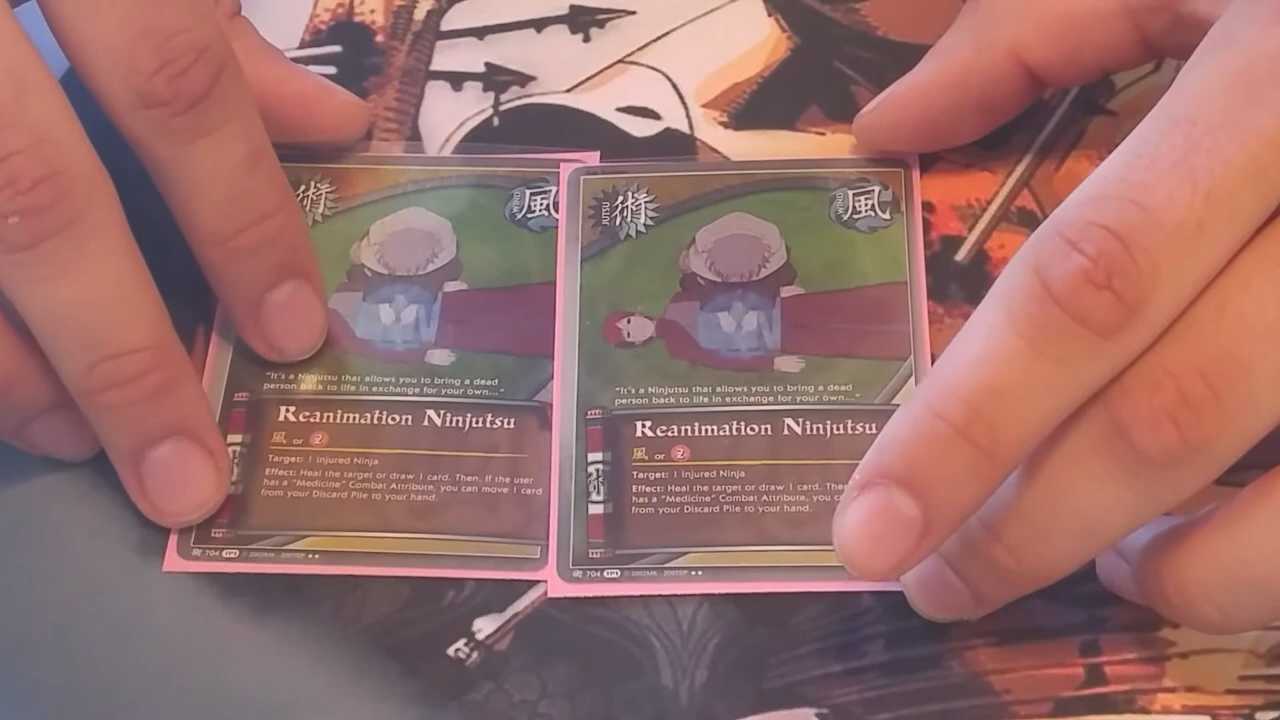 術
WIND
風
"It's a Ninjutsu that allows you to bring a dead
person back to life in exchange for your own..."
Reanimation Ninjutsu
風 or 2
Target: 1 Injured Ninja
Effect: Heal the target or draw 1 card. Then, if the user
has a "Medicine" Combat Attribute, you can move 1 card
from your Discard Pile to your hand.
術 704 TP1
JUTSU
術
WIND
風
"It's a Ninjutsu that allows you to bring a dead
person back to life in exchange for your own..."
Reanimation Ninjutsu
風 or 2
Target: 1 Injured Ninja
Effect: Heal the target or draw 1 card. The
has a "Medicine" Combat Attribute, you c
from your Discard Pile to your hand.
術 704 TP1